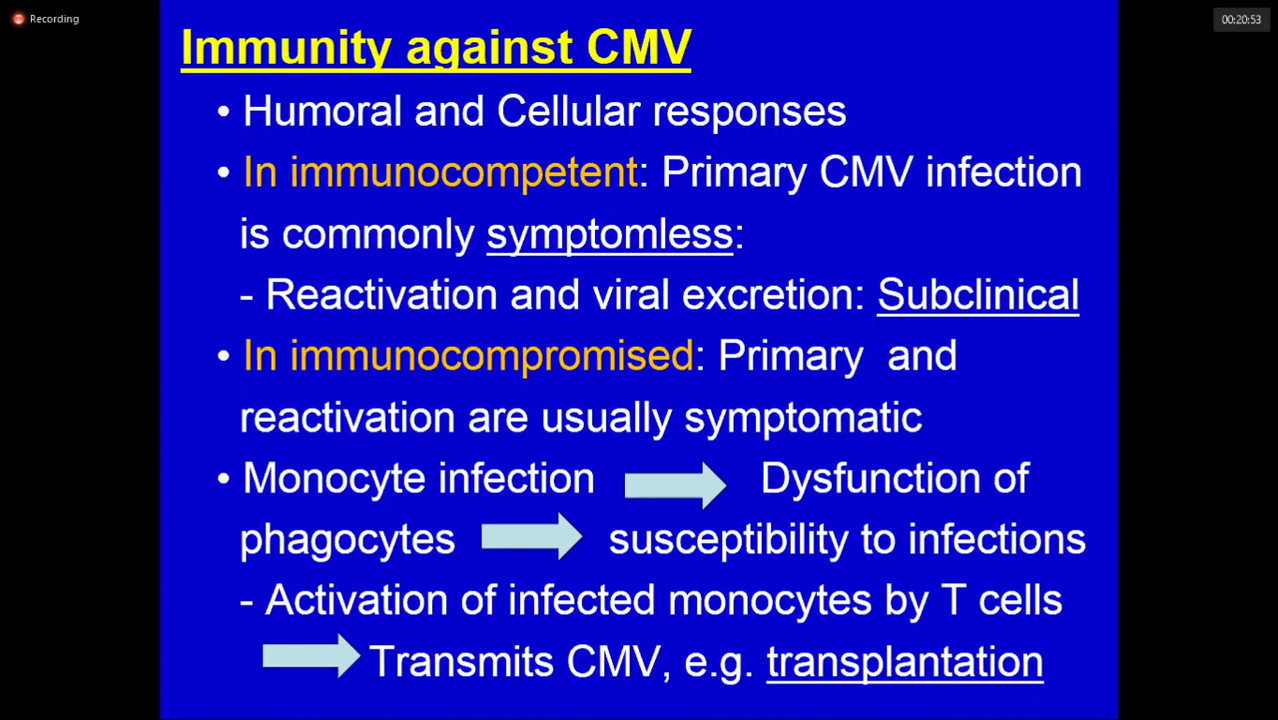 Recording
00:20:53
Immunity against CMV
• Humoral and Cellular responses
• In immunocompetent: Primary CMV infection
is commonly symptomless:
- Reactivation and viral excretion: Subclinical
• In immunocompromised: Primary and
reactivation are usually symptomatic
• Monocyte infection Dysfunction of
phagocytes susceptibility to infections
- Activation of infected monocytes by T cells
Transmits CMV, e.g. transplantation